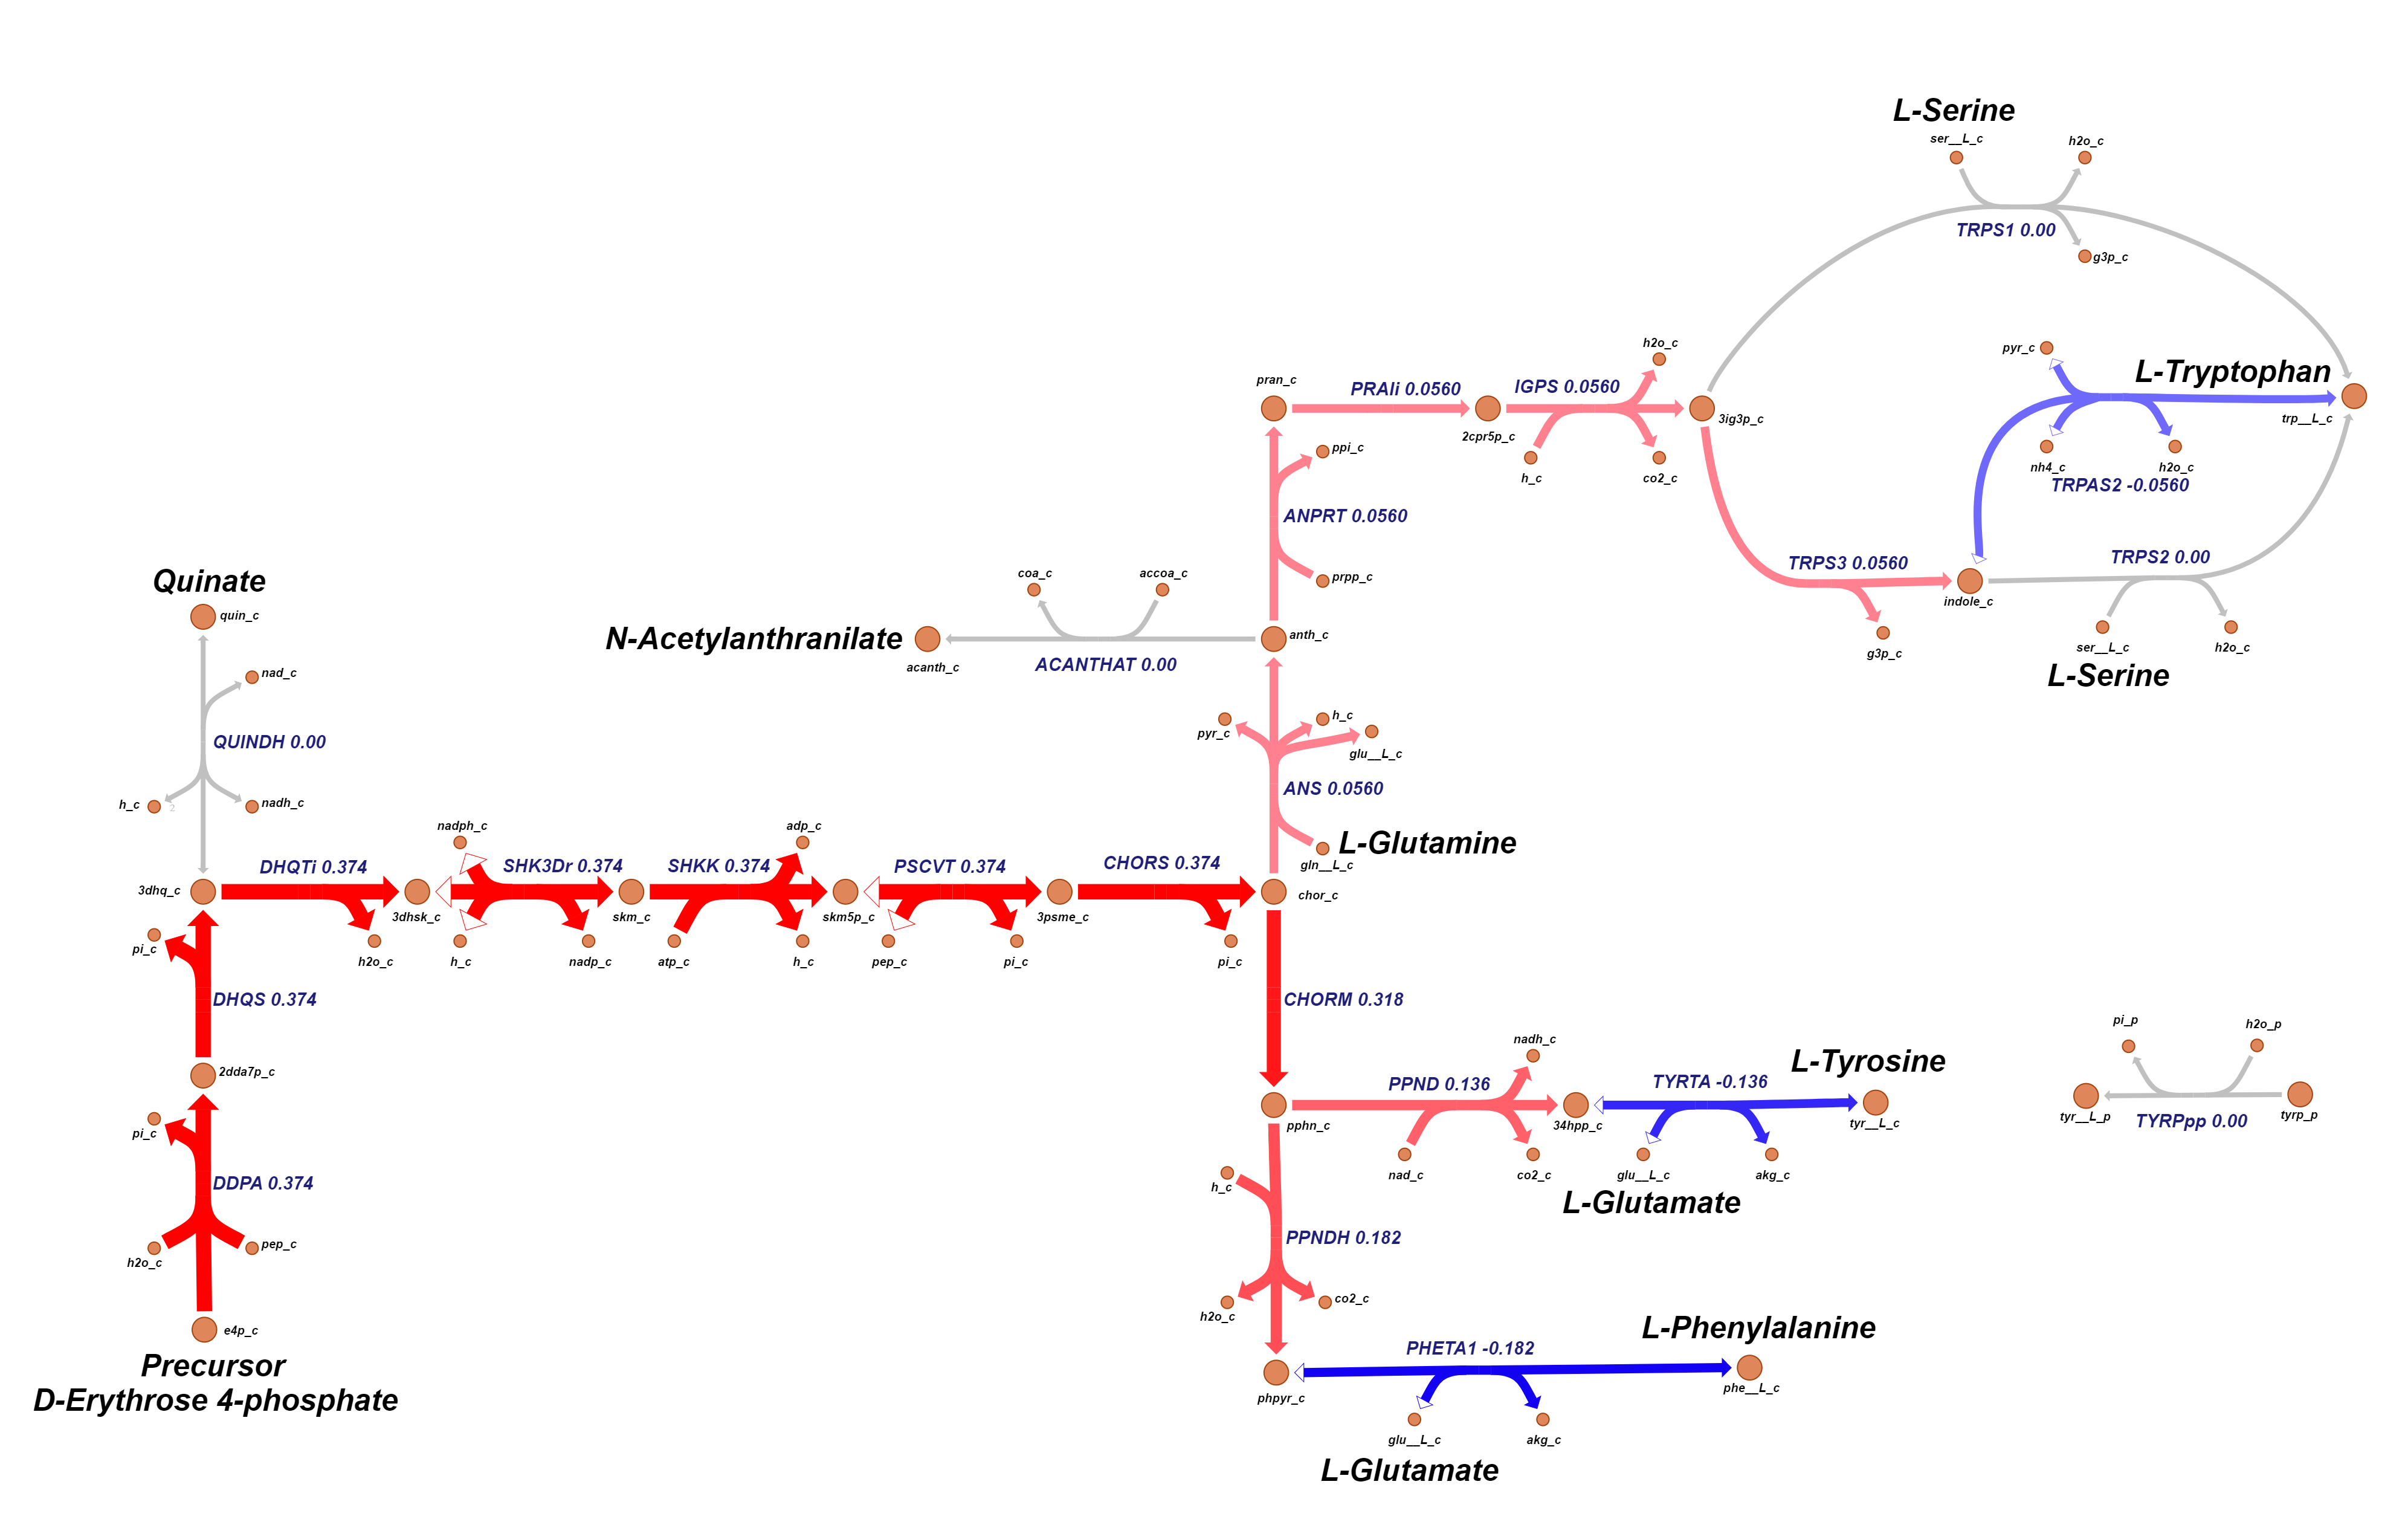 L-Serine
ser__L_c
h2o_c
TRPS1 0.00
g3p_c
pyr_c
L-Tryptophan
trp__L_c
nh4_c
h2o_c
TRPAS2 -0.0560
pran_c
PRAIi 0.0560
2cpr5p_c
IGPS 0.0560
h2o_c
h_c
co2_c
3ig3p_c
ppi_c
ANPRT 0.0560
prpp_c
TRPS3 0.0560
g3p_c
indole_c
TRPS2 0.00
ser__L_c
h2o_c
L-Serine
coa_c
accoa_c
N-Acetylanthranilate
acanth_c
ACANTHAT 0.00
anth_c
Quinate
quin_c
nad_c
QUINDH 0.00
h_c
2
nadh_c
pyr_c
h_c
glu__L_c
ANS 0.0560
gln__L_c
L-Glutamine
3dhq_c
DHQTi 0.374
h2o_c
3dhsk_c
nadph_c
SHK3Dr 0.374
h_c
nadp_c
skm_c
SHKK 0.374
adp_c
atp_c
h_c
skm5p_c
PSCVT 0.374
pep_c
pi_c
3psme_c
CHORS 0.374
pi_c
chor_c
pi_c
DHQS 0.374
2dda7p_c
pi_c
DDPA 0.374
h2o_c
pep_c
e4p_c
Precursor
D-Erythrose 4-phosphate
CHORM 0.318
pphn_c
PPND 0.136
nadh_c
nad_c
co2_c
34hpp_c
TYRTA -0.136
L-Tyrosine
tyr__L_c
glu__L_c
akg_c
L-Glutamate
pi_p
h2o_p
tyr__L_p
TYRPpp 0.00
tyrp_p
h_c
PPNDH 0.182
h2o_c
co2_c
phpyr_c
PHETA1 -0.182
L-Phenylalanine
phe__L_c
glu__L_c
akg_c
L-Glutamate